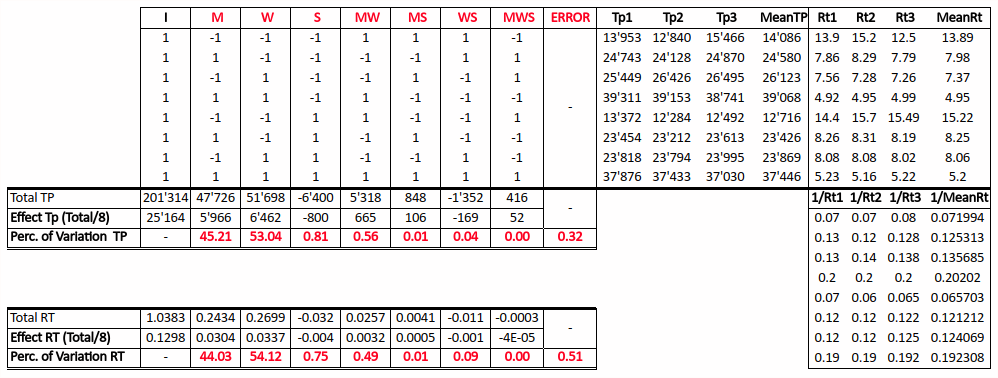 I M W S MW MS WS MWS ERROR Tp1 Tp2 Tp3 MeanTP Rt1 Rt2 Rt3 MeanRt
1 -1 -1 -1 1 1 1 -1 13'953 12'840 15'466 14'086 13.9 15.2 12.5 13.89
1 1 -1 -1 -1 -1 1 1 24'743 24'128 24'870 24'580 7.86 8.29 7.79 7.98
1 -1 1 -1 -1 1 -1 1 25'449 26'426 26'495 26'123 7.56 7.28 7.26 7.37
1 1 1 -1 1 -1 -1 -1 39'311 39'153 38'741 39'068 4.92 4.95 4.99 4.95
-
1 -1 -1 1 1 -1 -1 1 13'372 12'284 12'492 12'716 14.4 15.7 15.49 15.22
1 1 -1 1 -1 1 -1 -1 23'454 23'212 23'613 23'426 8.26 8.31 8.19 8.25
1 -1 1 1 -1 -1 1 -1 23'818 23'794 23'995 23'869 8.08 8.08 8.02 8.06
1 1 1 1 1 1 1 1 37'876 37'433 37'030 37'446 5.23 5.16 5.22 5.2
Total TP 201'314 47'726 51'698 -6'400 5'318 848 -1'352 416 - 1/Rt1 1/Rt2 1/Rt3 1/MeanRt
Effect Tp (Total/8) 25'164 5'966 6'462 -800 665 106 -169 52 0.07 0.07 0.08 0.071994
Perc. of Variation TP - 45.21 53.04 0.81 0.56 0.01 0.04 0.00 0.32 0.13 0.12 0.128 0.125313
0.13 0.14 0.138 0.135685
0.2 0.2 0.2 0.20202
0.07 0.06 0.065 0.065703
Total RT 1.0383 0.2434 0.2699 -0.032 0.0257 0.0041 -0.011 -0.0003 - 0.12 0.12 0.122 0.121212
Effect RT (Total/8) 0.1298 0.0304 0.0337 -0.004 0.0032 0.0005 -0.001 -4E-05 0.12 0.12 0.125 0.124069
Perc. of Variation RT - 44.03 54.12 0.75 0.49 0.01 0.09 0.00 0.51 0.19 0.19 0.192 0.192308